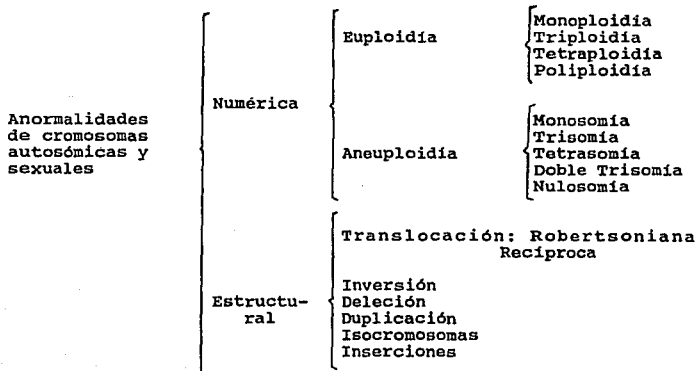 Anormalidades
de cromosomas
autosómicas y
sexuales
Numérica
Euploidía
Monoploidía
Triploidía
Tetraploidía
Poliploidía
Aneuploidía
Monosomía
Trisomía
Tetrasomía
Doble Trisomía
Nulosomía
Estructu-
ral
Translocación: Robertsoniana
Recíproca
Inversión
Deleción
Duplicación
Isocromosomas
Inserciones